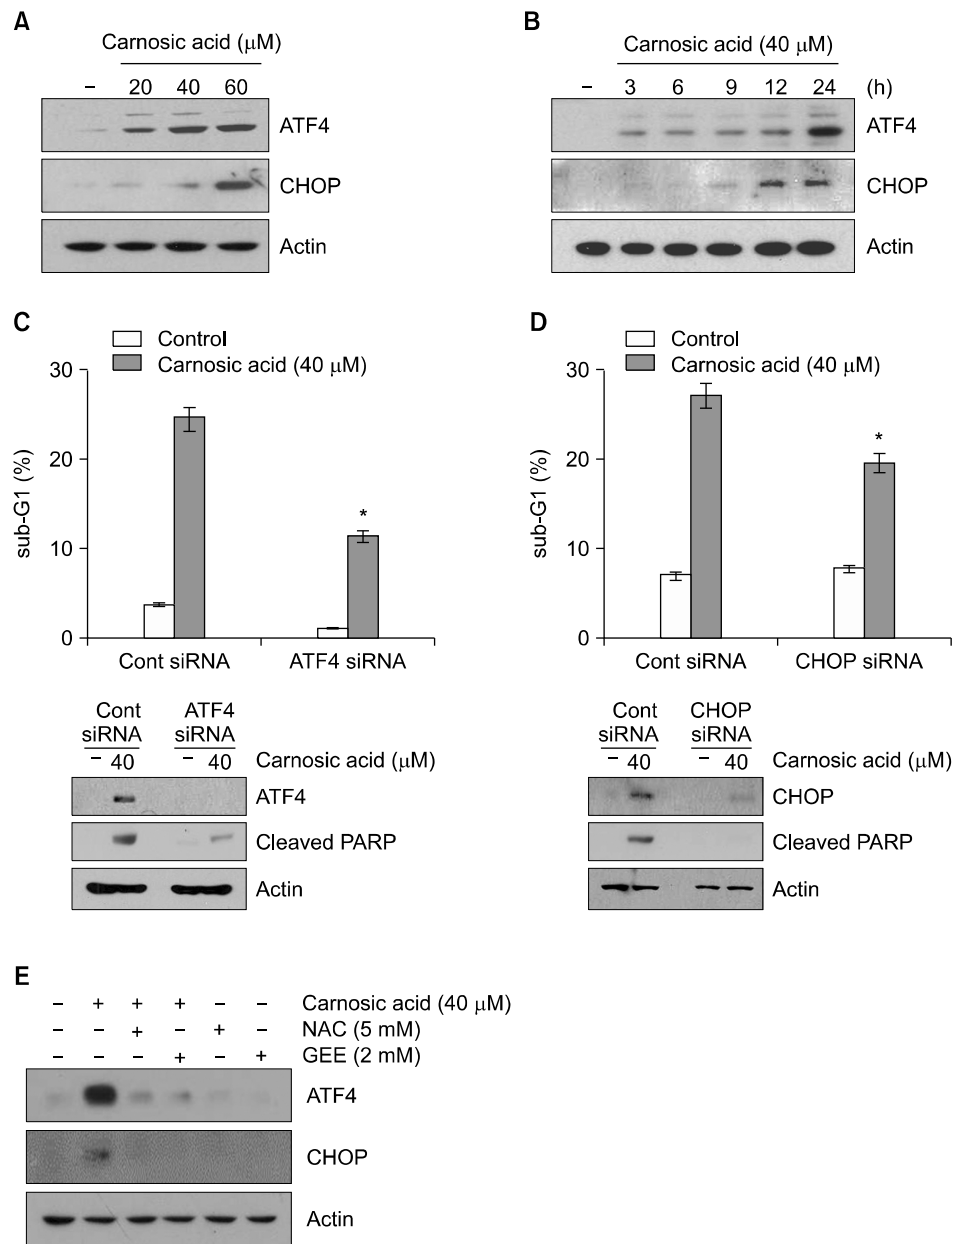 A
Carnosic acid (μM)
– 20 40 60
ATF4
CHOP
Actin
B
Carnosic acid (40 μM)
– 3 6 9 12 24 (h)
ATF4
CHOP
Actin
C
Control
Carnosic acid (40 μM)
30
20
10
0
sub-G1 (%)
*
Cont siRNA ATF4 siRNA
Cont ATF4
siRNA siRNA
– 40 – 40 Carnosic acid (μM)
ATF4
Cleaved PARP
Actin
D
Control
Carnosic acid (40 μM)
30
20
10
0
sub-G1 (%)
*
Cont siRNA CHOP siRNA
Cont CHOP
siRNA siRNA
– 40 – 40 Carnosic acid (μM)
CHOP
Cleaved PARP
Actin
E
– + + + – – Carnosic acid (40 μM)
– – + – + – NAC (5 mM)
– – – + – + GEE (2 mM)
ATF4
CHOP
Actin